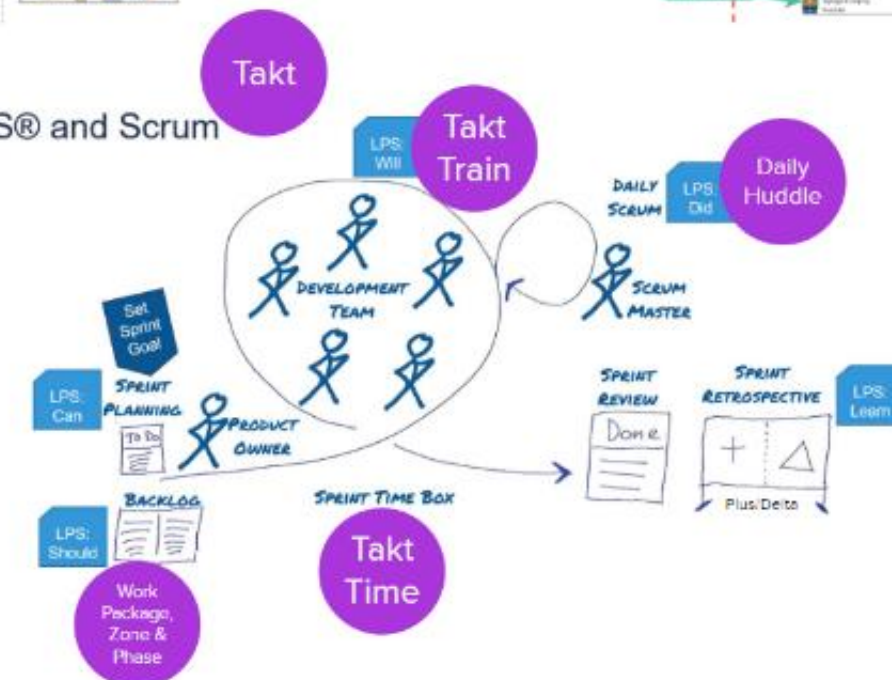 Takt
S® and Scrum
LPS:
Will
Takt
Train
DAILY
SCRUM
LPS:
Did
Daily
Huddle
DEVELOPMENT
TEAM
SCRUM
MASTER
Set
Sprint
Goal
LPS:
Can
SPRINT
PLANNING
To Do
PRODUCT
OWNER
SPRINT
REVIEW
Done
SPRINT
RETROSPECTIVE
LPS:
Learn
+
Plus/Delta
BACKLOG
LPS:
Should
SPRINT TIME BOX
Takt
Time
Work
Package,
Zone &
Phase